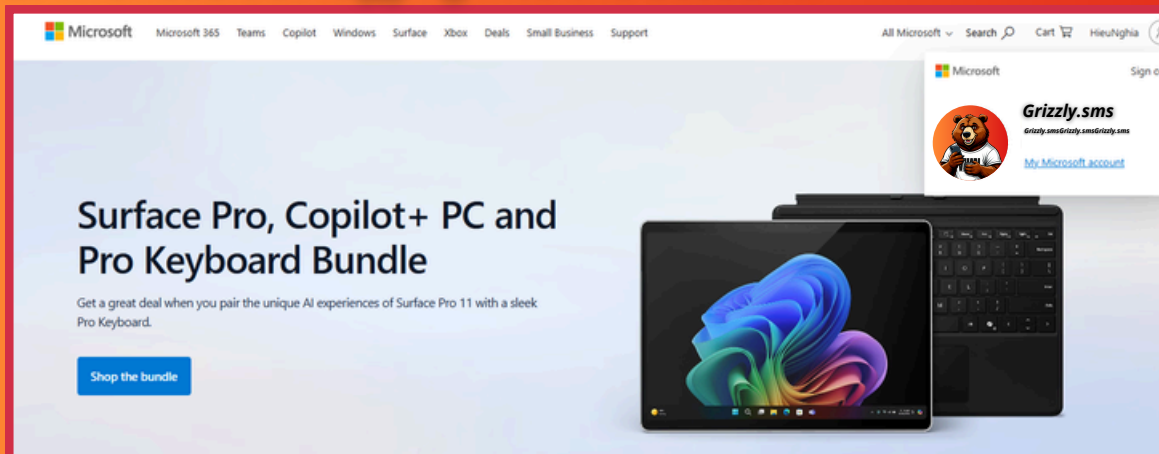 Microsoft Microsoft 365 Teams Copilot Windows Surface Xbox Deals Small Business Support All Microsoft Search Cart HieuNghia
Microsoft Sign o
Grizzly.sms
Grizzly.smsGrizzly.smsGrizzly.sms
My Microsoft account
Surface Pro, Copilot+ PC and
Pro Keyboard Bundle
Get a great deal when you pair the unique AI experiences of Surface Pro 11 with a sleek
Pro Keyboard.
Shop the bundle